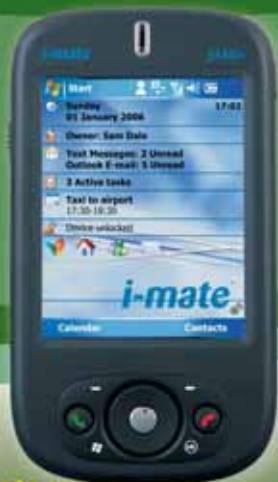 i-mate JAMin
Start
Sunday 17:02
01 January 2006
Owner: Sam Dale
Text Messages: 2 Unread
Outlook E-mail: 5 Unread
3 Active tasks
Taxi to airport
17:30-18:30
Device unlocked
i-mate
Calendar Contacts
ok